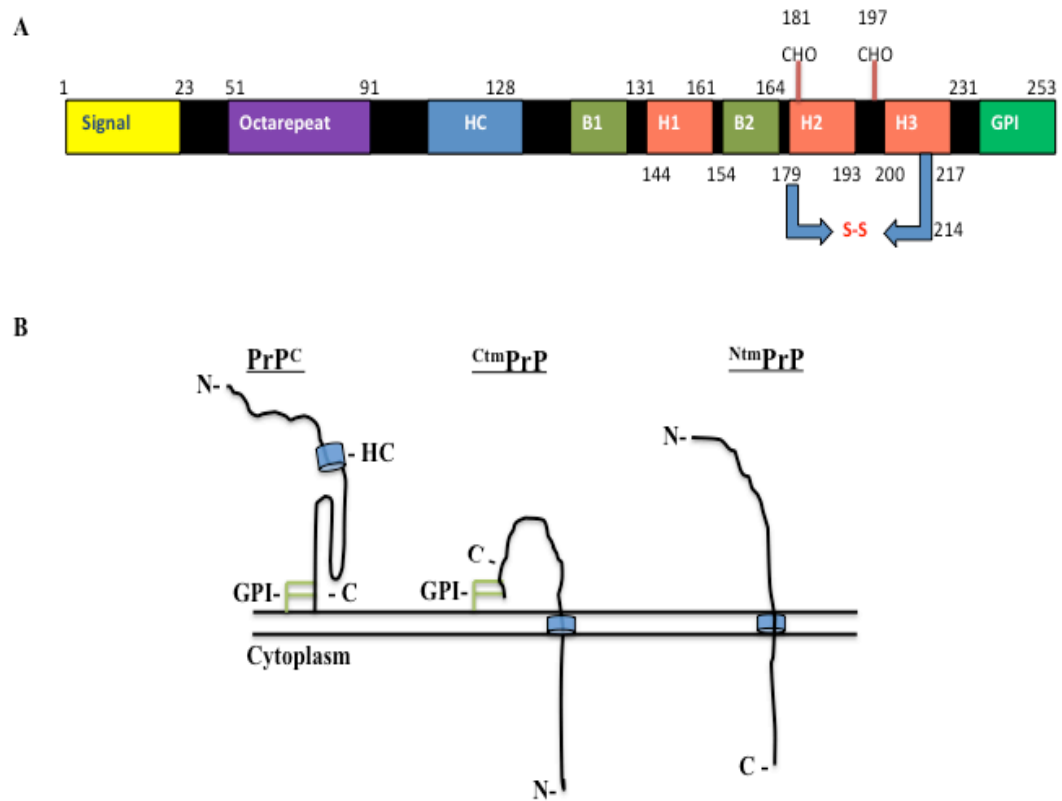 A
181 197
CHO CHO
1 23 51 91 128 131 161 164 231 253
Signal Octarepeat HC B1 H1 B2 H2 H3 GPI
144 154 179 193 200 217
S-S 214
B
PrPC CtmPrP NtmPrP
N- N-
- HC
C -
GPI- - C GPI-
Cytoplasm
C -
N-